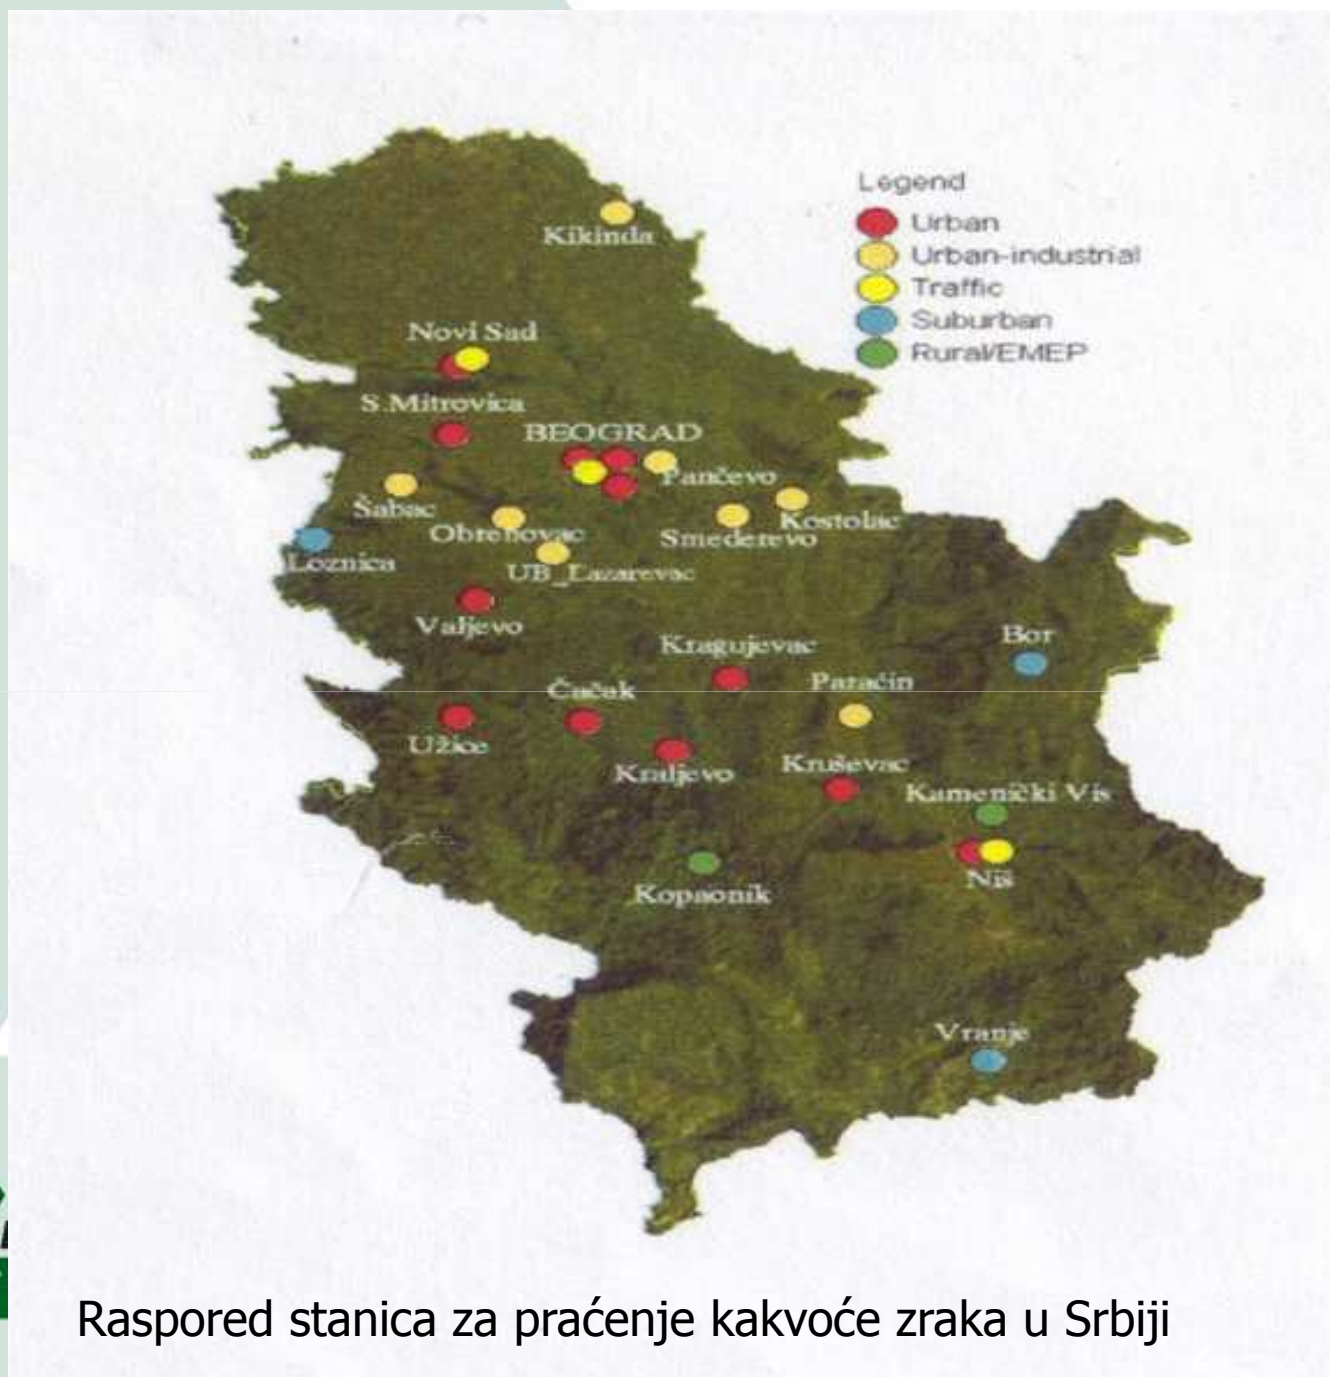 Legend
Urban
Urban-industrial
Traffic
Suburban
Rural/EMEP
Kikinda
Novi Sad
S.Mitrovica
BEOGRAD
Pančevo
Šabac
Kostolac
Obrenovac
Smederevo
Loznica
UB_Lazarevac
Valjevo
Bor
Kragujevac
Paraćin
Čačak
Užice
Kraljevo
Kruševac
Kamenički Vis
Niš
Kopaonik
Vranje
Raspored stanica za praćenje kakvoće zraka u Srbiji